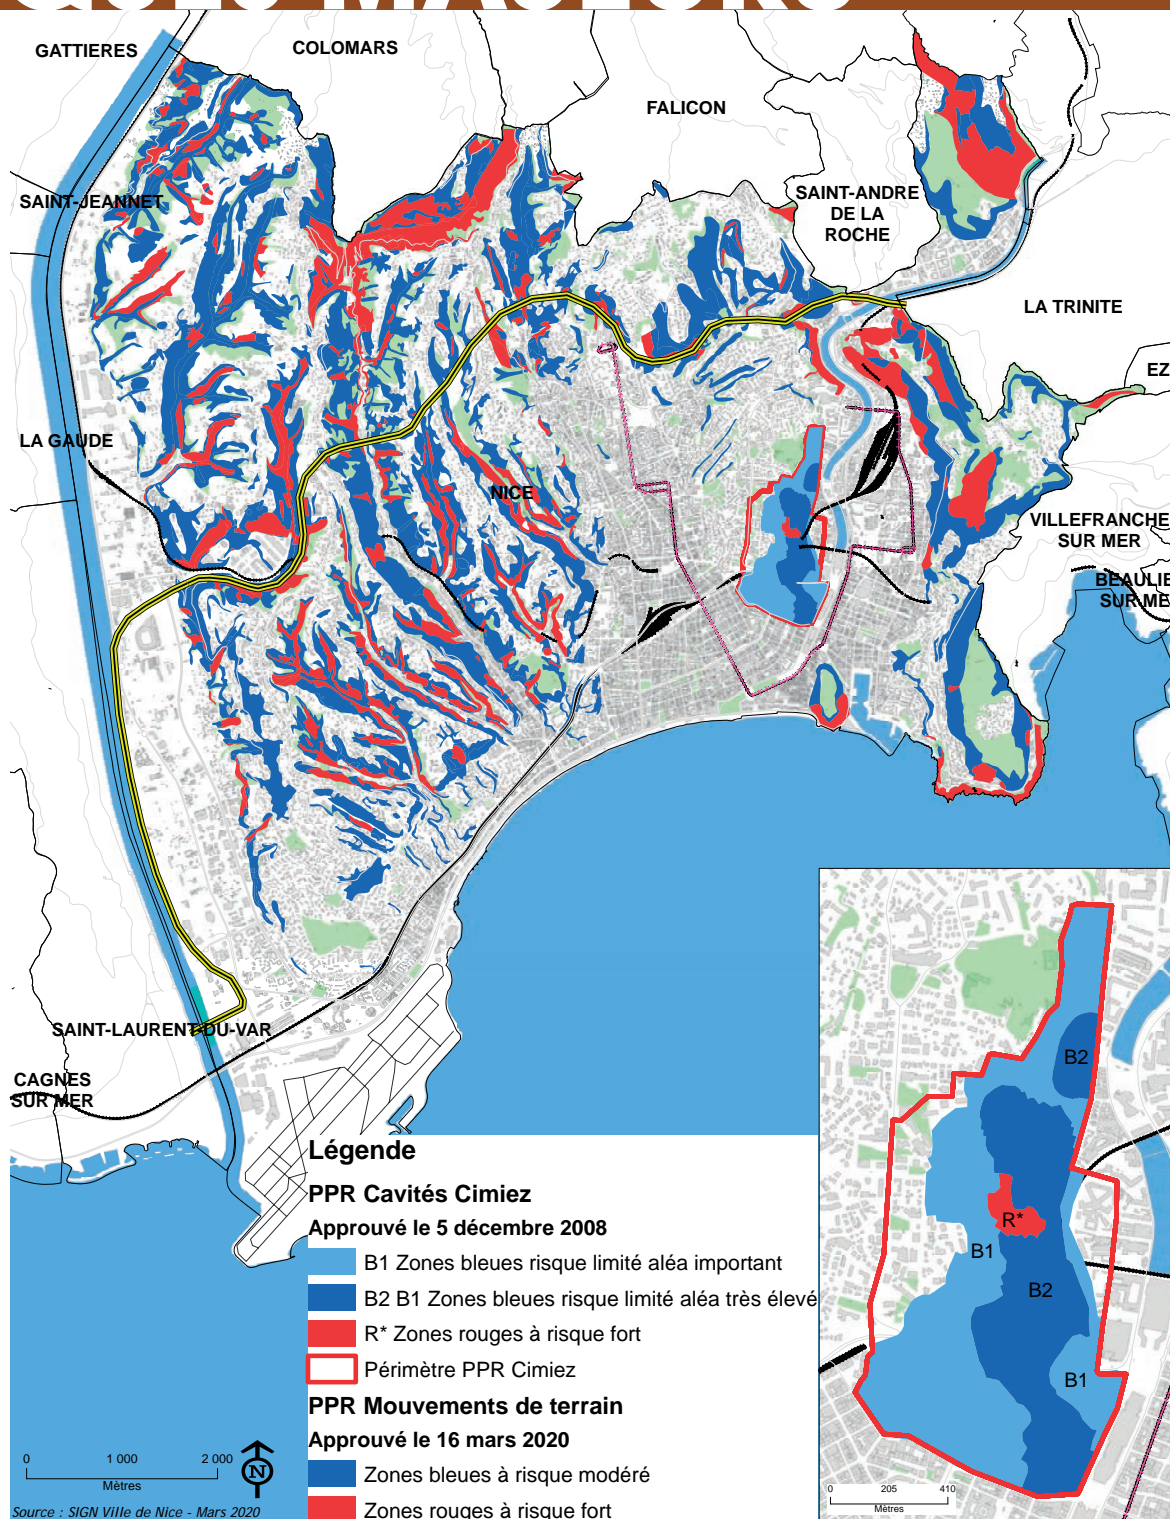 GATTIERES
COLOMARS
FALICON
SAINT-JEANNET
SAINT-ANDRE
DE LA
ROCHE
LA TRINITE
EZ
LA GAUDE
NICE
VILLEFRANCHE
SUR MER
BEAULIE
SUR ME
SAINT-LAURENT-DU-VAR
CAGNES
SUR MER
Légende
PPR Cavités Cimiez
Approuvé le 5 décembre 2008
B1 Zones bleues risque limité aléa important
B2 B1 Zones bleues risque limité aléa très élevé
R* Zones rouges à risque fort
Périmètre PPR Cimiez
PPR Mouvements de terrain
Approuvé le 16 mars 2020
Zones bleues à risque modéré
Zones rouges à risque fort
0 1 000 2 000
Mètres
N
Source : SIGN Ville de Nice - Mars 2020
B2
R*
B1
B2
B1
0 205 410
Mètres